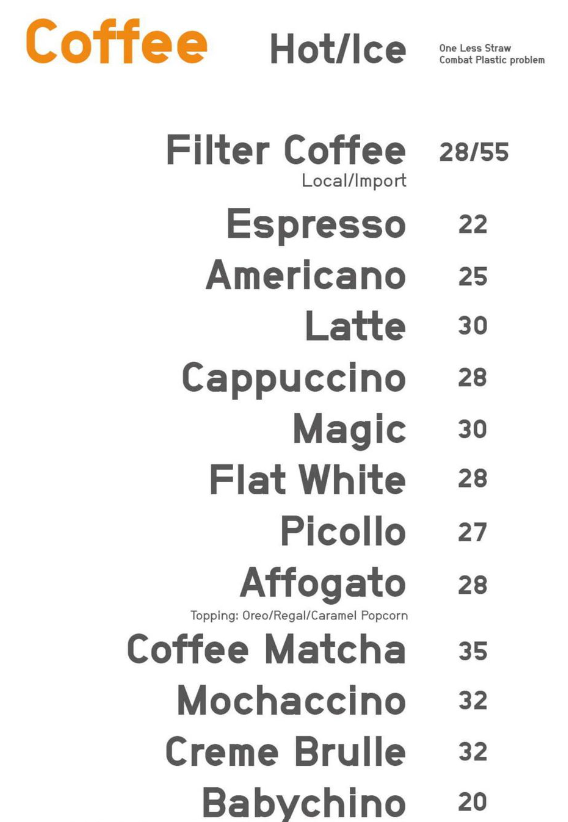 Coffee Hot/Ice One Less Straw
Combat Plastic problem
Filter Coffee 28/55
Local/Import
Espresso 22
Americano 25
Latte 30
Cappuccino 28
Magic 30
Flat White 28
Picollo 27
Affogato 28
Topping: Oreo/Regal/Caramel Popcorn
Coffee Matcha 35
Mochaccino 32
Creme Brulle 32
Babychino 20